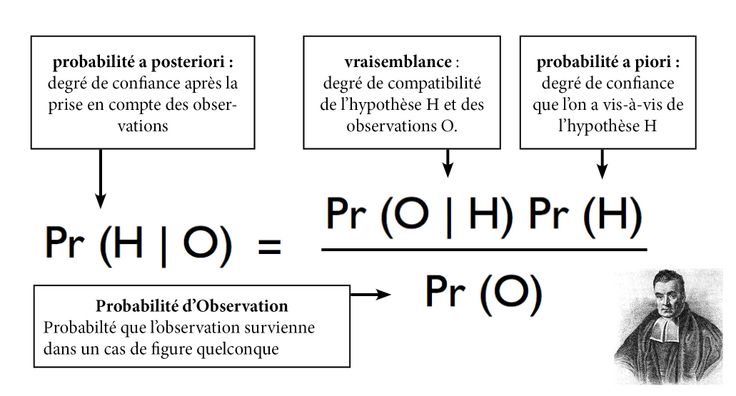 probabilité a posteriori :
degré de confiance après la
prise en compte des obser-
vations
vraisemblance :
degré de compatibilité
de l'hypothèse H et des
observations O.
probabilité a piori :
degré de confiance
que l'on a vis-à-vis de
l'hypothèse H
Pr (H | O) =
Pr (O | H) Pr (H)
Pr (O)
Probabilité d'Observation
Probabilté que l'observation survienne
dans un cas de figure quelconque